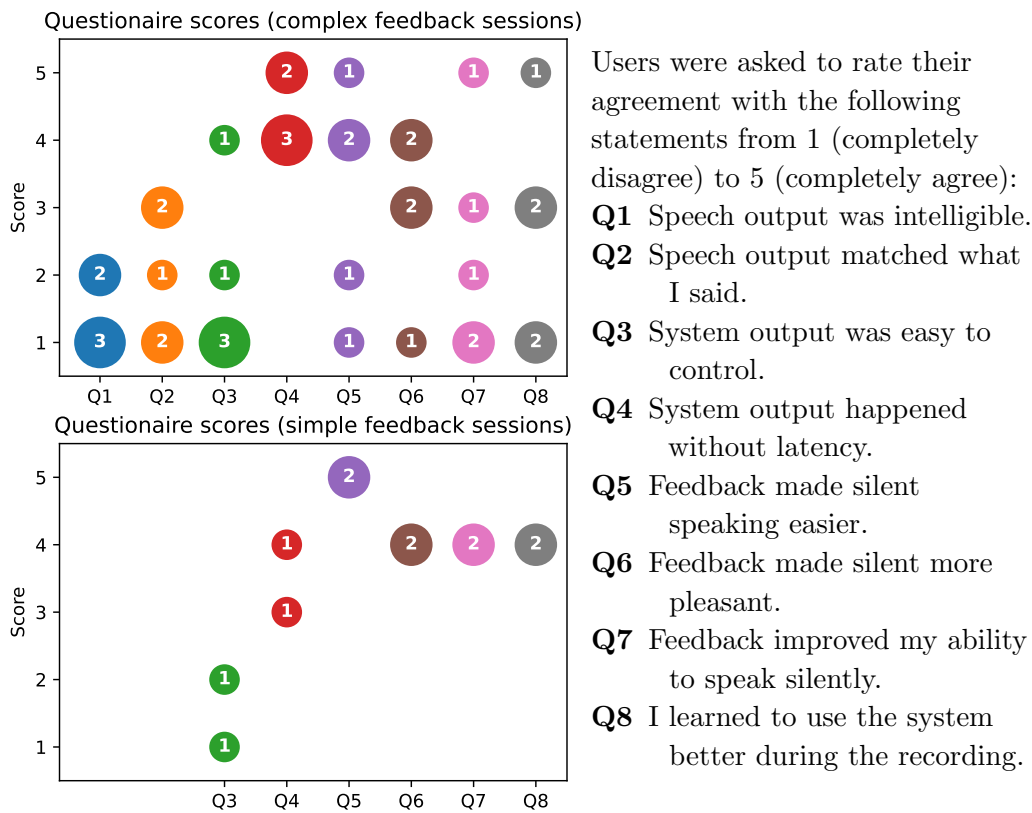 Questionaire scores (complex feedback sessions)
Score
5 2 1 1 1
4 1 3 2 2
3 2 2 1 2
2 2 1 1 1 1
1 3 2 3 1 1 2 2
Q1 Q2 Q3 Q4 Q5 Q6 Q7 Q8
Questionaire scores (simple feedback sessions)
Score
5 2
4 1 2 2 2
3 1
2 1
1 1
Q3 Q4 Q5 Q6 Q7 Q8
Users were asked to rate their
agreement with the following
statements from 1 (completely
disagree) to 5 (completely agree):
Q1 Speech output was intelligible.
Q2 Speech output matched what
I said.
Q3 System output was easy to
control.
Q4 System output happened
without latency.
Q5 Feedback made silent
speaking easier.
Q6 Feedback made silent more
pleasant.
Q7 Feedback improved my ability
to speak silently.
Q8 I learned to use the system
better during the recording.